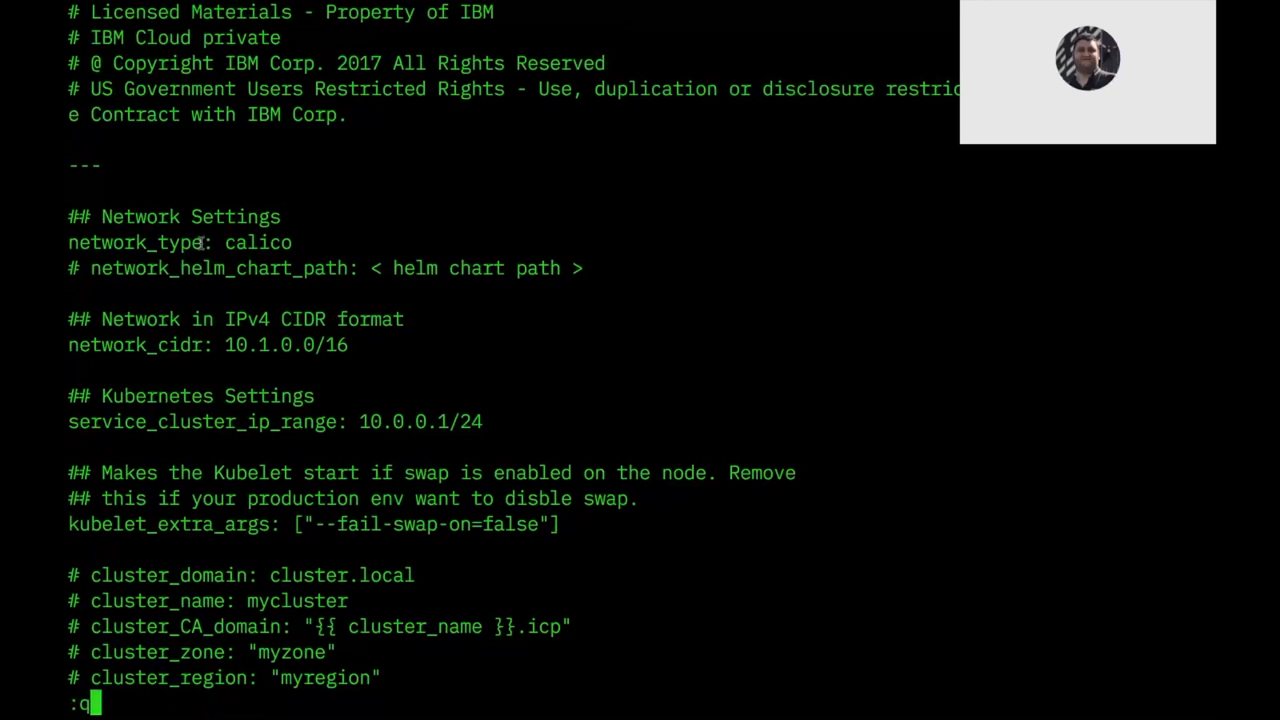 # Licensed Materials - Property of IBM
# IBM Cloud private
# @ Copyright IBM Corp. 2017 All Rights Reserved
# US Government Users Restricted Rights - Use, duplication or disclosure restric
e Contract with IBM Corp.
---
## Network Settings
network_type: calico
# network_helm_chart_path: < helm chart path >
## Network in IPv4 CIDR format
network_cidr: 10.1.0.0/16
## Kubernetes Settings
service_cluster_ip_range: 10.0.0.1/24
## Makes the Kubelet start if swap is enabled on the node. Remove
## this if your production env want to disble swap.
kubelet_extra_args: ["--fail-swap-on=false"]
# cluster_domain: cluster.local
# cluster_name: mycluster
# cluster_CA_domain: "{{ cluster_name }}.icp"
# cluster_zone: "myzone"
# cluster_region: "myregion"
:q